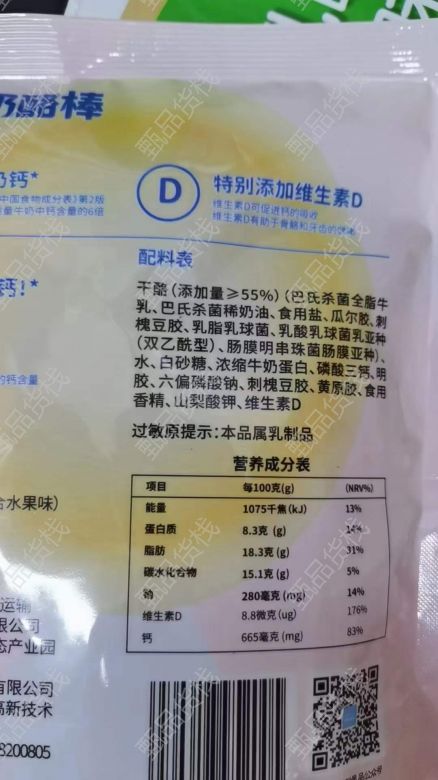 奶酪棒
奶钙*
中国食物成分表》第2版
量牛奶中钙含量的6倍
D
特别添加维生素D
维生素D可促进钙的吸收
维生素D有助于骨骼和牙齿的健康
钙!*
的钙含量
配料表
干酪（添加量≥55%）（巴氏杀菌全脂牛
乳、巴氏杀菌稀奶油、食用盐、瓜尔胶、刺
槐豆胶、乳脂乳球菌、乳酸乳球菌乳亚种
（双乙酰型）、肠膜明串珠菌肠膜亚种）、
水、白砂糖、浓缩牛奶蛋白、磷酸三钙、明
胶、六偏磷酸钠、刺槐豆胶、黄原胶、食用
香精、山梨酸钾、维生素D
过敏原提示：本品属乳制品
营养成分表
项目 每100克(g) (NRV%)
能量 1075千焦(kJ) 13%
蛋白质 8.3克 (g) 14%
脂肪 18.3克 (g) 31%
碳水化合物 15.1克 (g) 5%
钠 280毫克 (mg) 14%
维生素D 8.8微克 (ug) 176%
钙 665毫克 (mg) 83%
合水果味）
运输
限公司
态产业园
有限公司
高新技术
8200805
甄品货栈